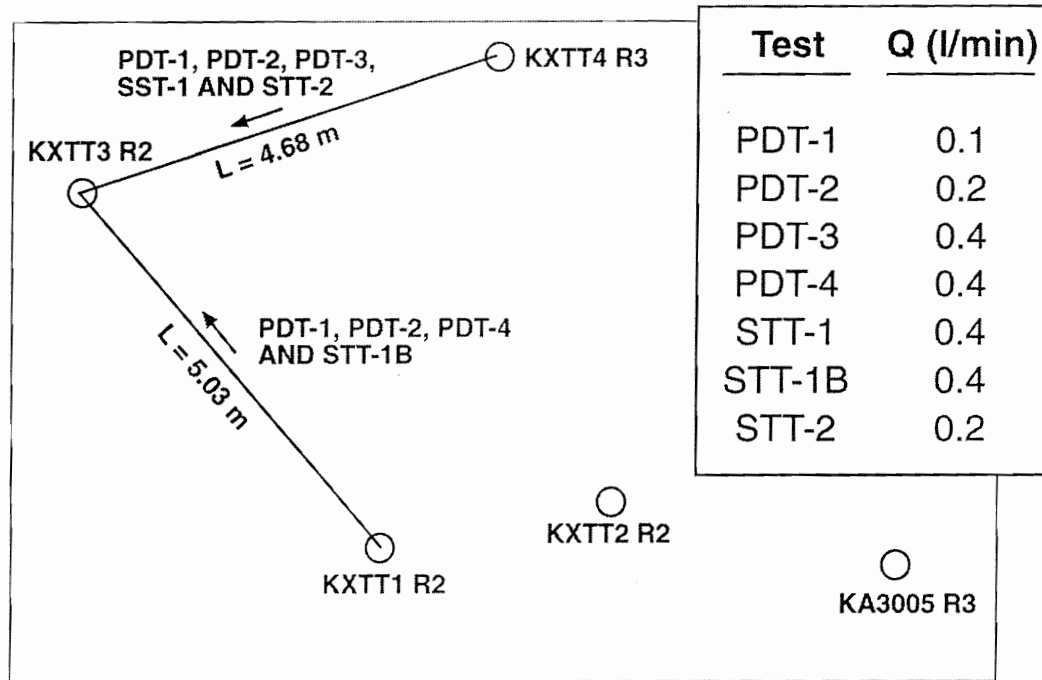 PDT-1, PDT-2, PDT-3,
SST-1 AND STT-2
KXTT4 R3
KXTT3 R2
L = 4.68 m
PDT-1, PDT-2, PDT-4
AND STT-1B
L = 5.03 m
KXTT1 R2
KXTT2 R2
KA3005 R3
Test Q (l/min)
PDT-1 0.1
PDT-2 0.2
PDT-3 0.4
PDT-4 0.4
STT-1 0.4
STT-1B 0.4
STT-2 0.2